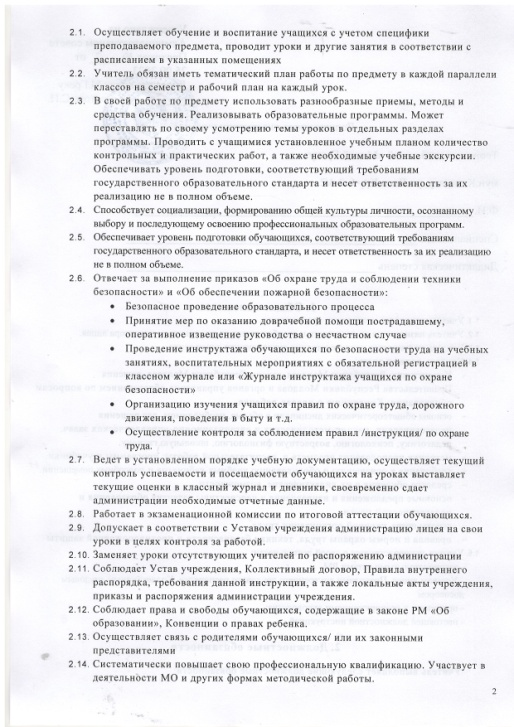 2.1. Осуществляет обучение и воспитание учащихся с учетом специфики
преподаваемого предмета, проводит уроки и другие занятия в соответствии с
расписанием в указанных помещениях
2.2. Учитель обязан иметь тематический план работы по предмету в каждой параллели
классов на семестр и рабочий план на каждый урок.
2.3. В своей работе по предмету использовать разнообразные приемы, методы и
средства обучения. Реализовывать образовательные программы. Может
переставлять по своему усмотрению темы уроков в отдельных разделах
программы. Проводить с учащимися установленное учебным планом количество
контрольных и практических работ, а также необходимые учебные экскурсии.
Обеспечивать уровень подготовки, соответствующий требованиям
государственного образовательного стандарта и несет ответственность за их
реализацию не в полном объеме.
2.4. Способствует социализации, формированию общей культуры личности, осознанному
выбору и последующему освоению профессиональных образовательных программ.
2.5. Обеспечивает уровень подготовки обучающихся, соответствующий требованиям
государственного образовательного стандарта, и несет ответственность за их реализацию
не в полном объеме.
2.6. Отвечает за выполнение приказов «Об охране труда и соблюдении техники
безопасности» и «Об обеспечении пожарной безопасности»:
• Безопасное проведение образовательного процесса
• Принятие мер по оказанию доврачебной помощи пострадавшему,
оперативное извещение руководства о несчастном случае
• Проведение инструктажа обучающихся по безопасности труда на учебных
занятиях, воспитательных мероприятиях с обязательной регистрацией в
классном журнале или «Журнале инструктажа учащихся по охране
безопасности»
• Организацию изучения учащихся правил по охране труда, дорожного
движения, поведения в быту и т.д.
• Осуществление контроля за соблюдением правил /инструкция/ по охране
труда.
2.7. Ведет в установленном порядке учебную документацию, осуществляет текущий
контроль успеваемости и посещаемости обучающихся на уроках выставляет
текущие оценки в классный журнал и дневники, своевременно сдает
администрации необходимые отчетные данные.
2.8. Работает в экзаменационной комиссии по итоговой аттестации обучающихся.
2.9. Допускает в соответствии с Уставом учреждения администрацию лицея на свои
уроки в целях контроля за работой.
2.10. Заменяет уроки отсутствующих учителей по распоряжению администрации
2.11. Соблюдает Устав учреждения, Коллективный договор, Правила внутреннего
распорядка, требования данной инструкции, а также локальные акты учреждения,
приказы и распоряжения администрации учреждения.
2.12. Соблюдает права и свободы обучающихся, содержащие в законе РМ «Об
образовании», Конвенции о правах ребенка.
2.13. Осуществляет связь с родителями обучающихся/ или их законными
представителями
2.14. Систематически повышает свою профессиональную квалификацию. Участвует в
деятельности МО и других формах методической работы.
2